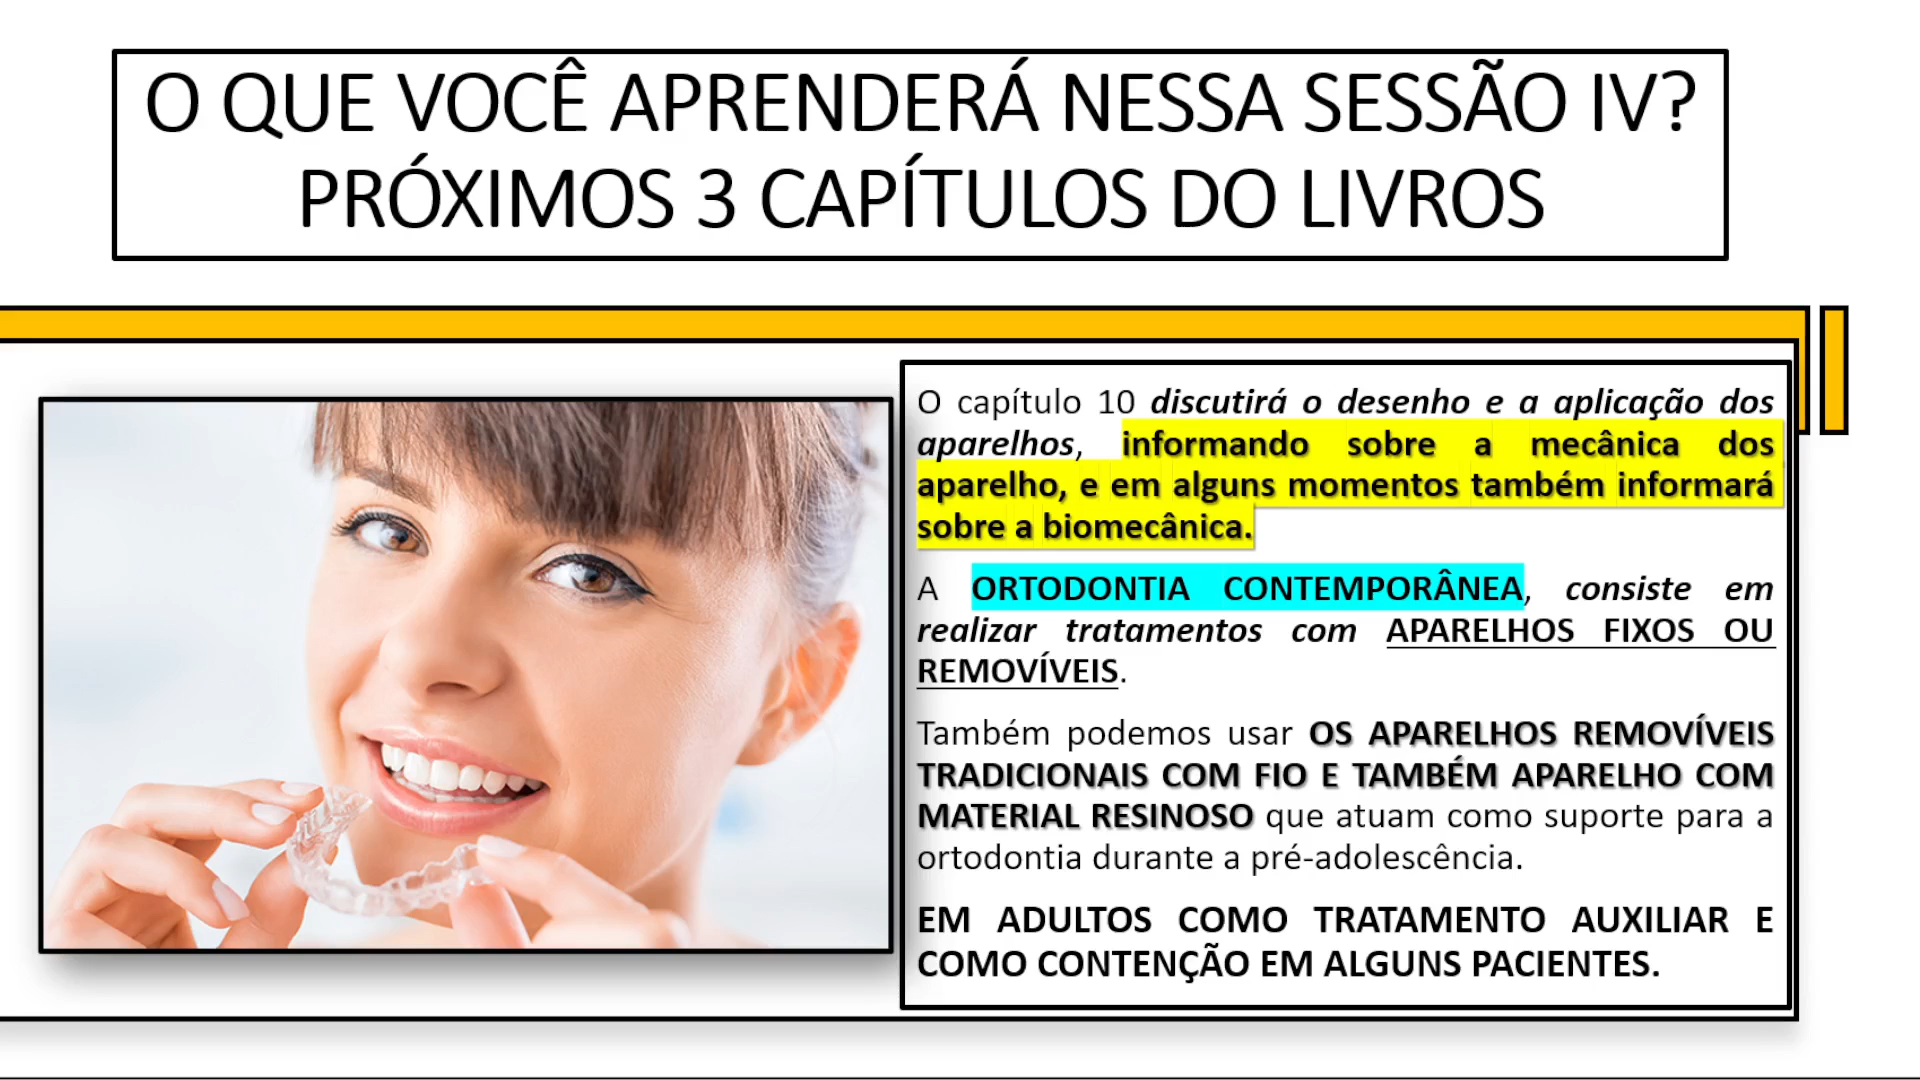 O QUE VOCÊ APRENDERÁ NESSA SESSÃO IV?
PRÓXIMOS 3 CAPÍTULOS DO LIVROS
O capítulo 10 discutirá o desenho e a aplicação dos
aparelhos, informando sobre a mecânica dos
aparelho, e em alguns momentos também informará
sobre a biomecânica.
A ORTODONTIA CONTEMPORÂNEA, consiste em
realizar tratamentos com APARELHOS FIXOS OU
REMOVÍVEIS.
Também podemos usar OS APARELHOS REMOVÍVEIS
TRADICIONAIS COM FIO E TAMBÉM APARELHO COM
MATERIAL RESINOSO que atuam como suporte para a
ortodontia durante a pré-adolescência.
EM ADULTOS COMO TRATAMENTO AUXILIAR E
COMO CONTENÇÃO EM ALGUNS PACIENTES.